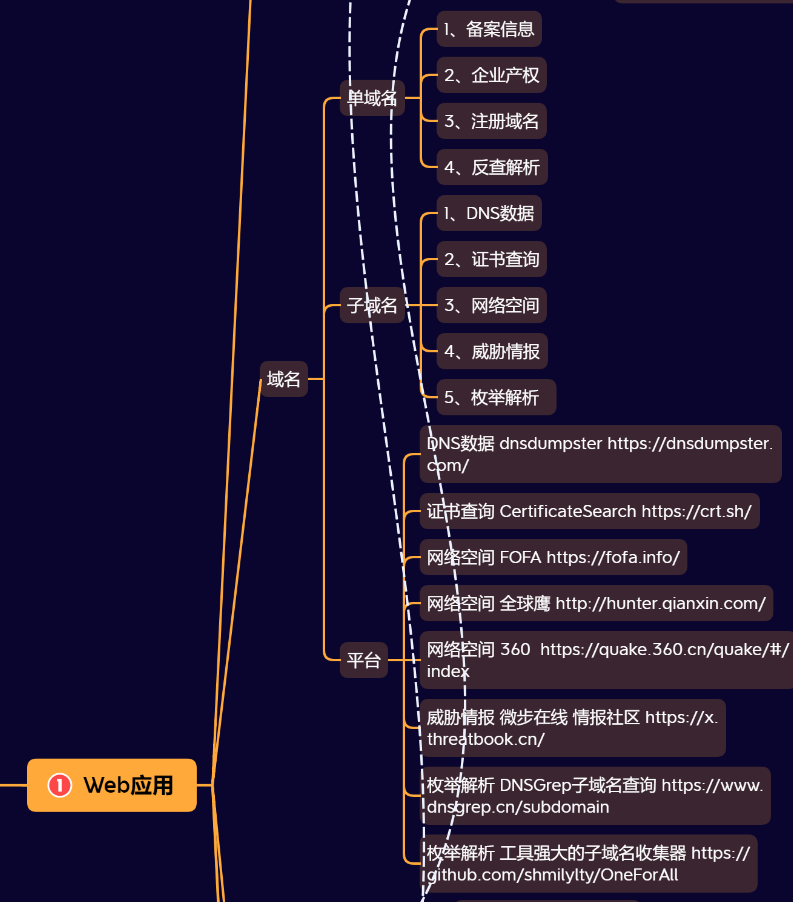 1、备案信息
2、企业产权
单域名
3、注册域名
4、反查解析
1、DNS数据
2、证书查询
子域名
3、网络空间
4、威胁情报
5、枚举解析
域名
DNS数据 dnsdumpster https://dnsdumpster.
com/
证书查询 CertificateSearch https://crt.sh/
网络空间 FOFA https://fofa.info/
网络空间 全球鹰 http://hunter.qianxin.com/
平台
网络空间 360 https://quake.360.cn/quake/#/
index
威胁情报 微步在线 情报社区 https://x.
threatbook.cn/
枚举解析 DNSGrep子域名查询 https://www.
dnsgrep.cn/subdomain
枚举解析 工具强大的子域名收集器 https://
github.com/shmilylty/OneForAll
1 Web应用